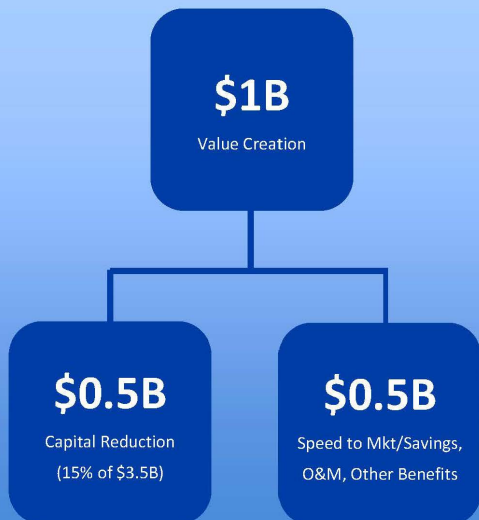 $1B
Value Creation
$0.5B
Capital Reduction
(15% of $3.5B)
$0.5B
Speed to Mkt/Savings,
O&M, Other Benefits